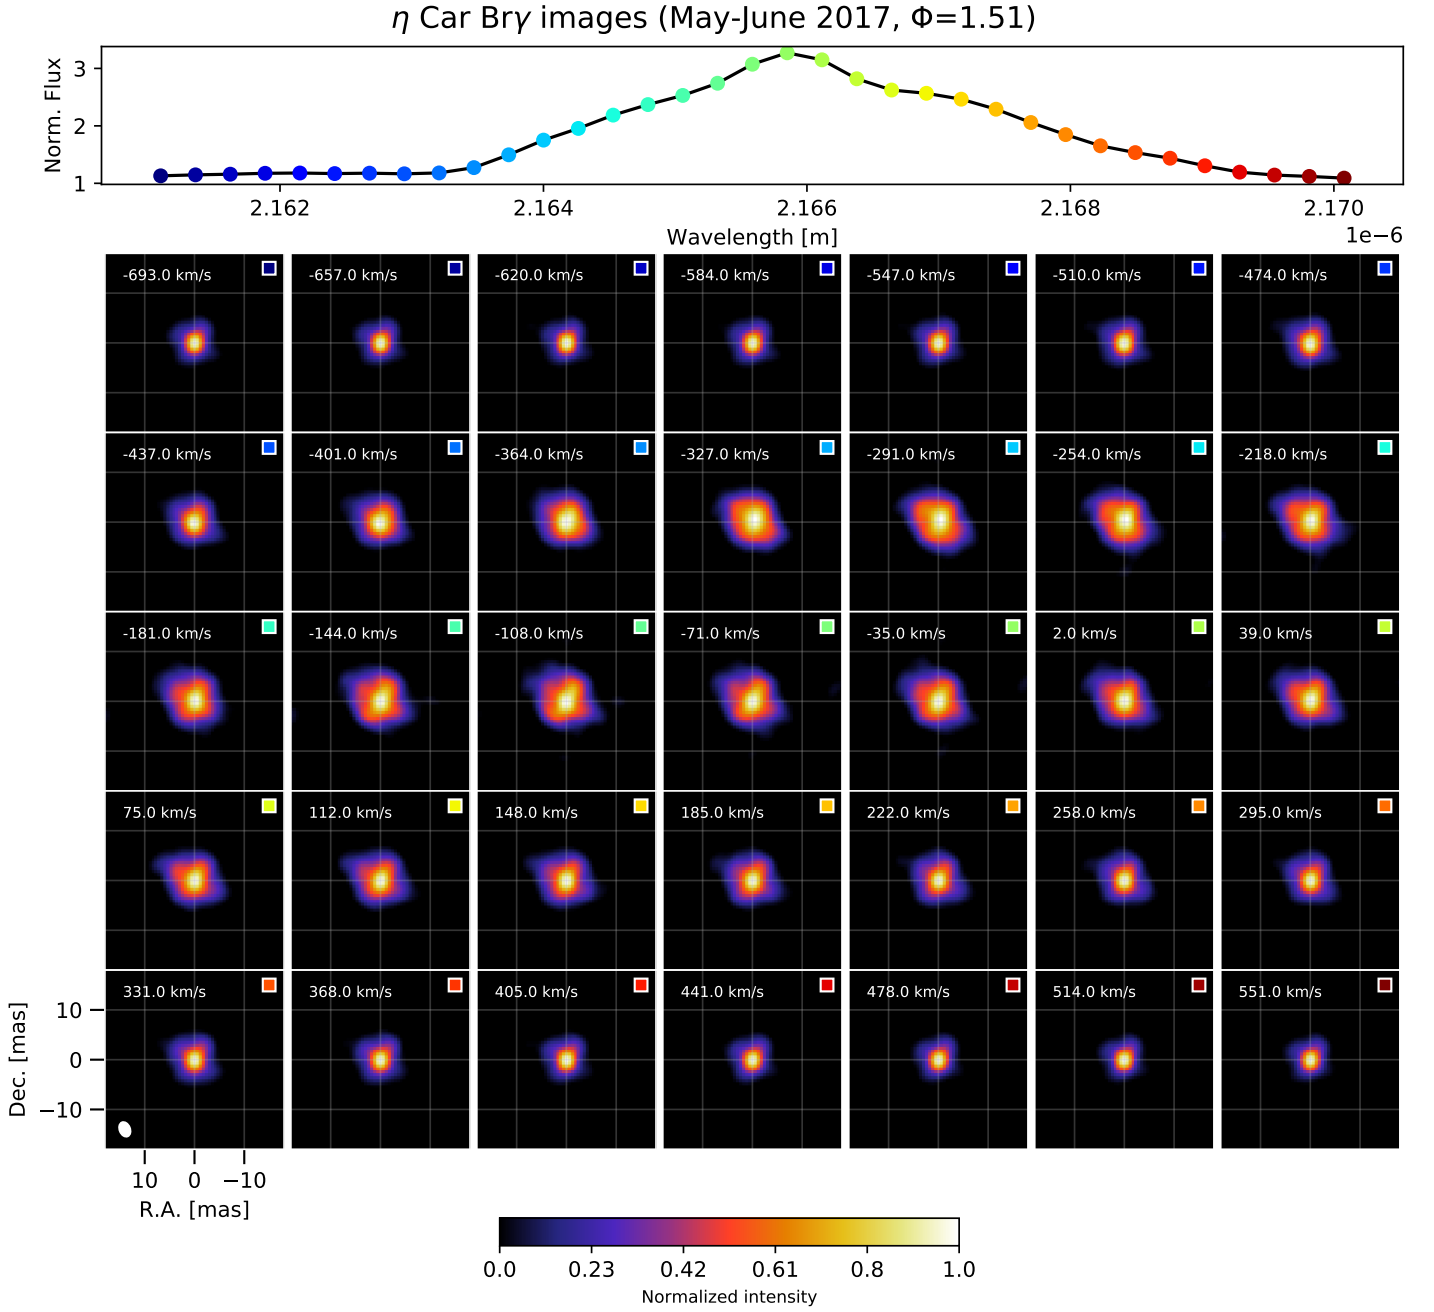 η Car Brγ images (May-June 2017, Φ=1.51)
Norm. Flux
3
2
1
2.162 2.164 2.166 2.168 2.170
Wavelength [m]
1e−6
-693.0 km/s -657.0 km/s -620.0 km/s -584.0 km/s -547.0 km/s -510.0 km/s -474.0 km/s
-437.0 km/s -401.0 km/s -364.0 km/s -327.0 km/s -291.0 km/s -254.0 km/s -218.0 km/s
-181.0 km/s -144.0 km/s -108.0 km/s -71.0 km/s -35.0 km/s 2.0 km/s 39.0 km/s
75.0 km/s 112.0 km/s 148.0 km/s 185.0 km/s 222.0 km/s 258.0 km/s 295.0 km/s
331.0 km/s 368.0 km/s 405.0 km/s 441.0 km/s 478.0 km/s 514.0 km/s 551.0 km/s
Dec. [mas]
10
0
−10
10 0 −10
R.A. [mas]
0.0 0.23 0.42 0.61 0.8 1.0
Normalized intensity